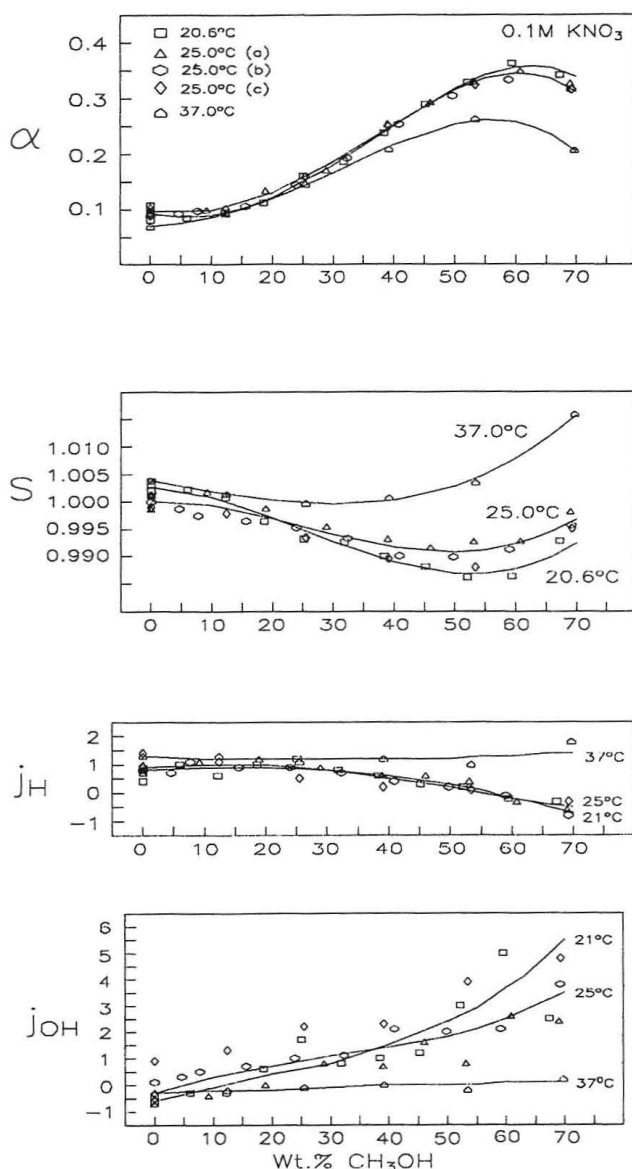 0.1M KNO₃
20.6°C
25.0°C (a)
25.0°C (b)
25.0°C (c)
37.0°C
α
0.4
0.3
0.2
0.1
0 10 20 30 40 50 60 70
S
1.010
1.005
1.000
0.995
0.990
37.0°C
25.0°C
20.6°C
0 10 20 30 40 50 60 70
jH
2
1
0
−1
37°C
25°C
21°C
0 10 20 30 40 50 60 70
jOH
6
5
4
3
2
1
0
−1
21°C
25°C
37°C
0 10 20 30 40 50 60 70
Wt.% CH₃OH